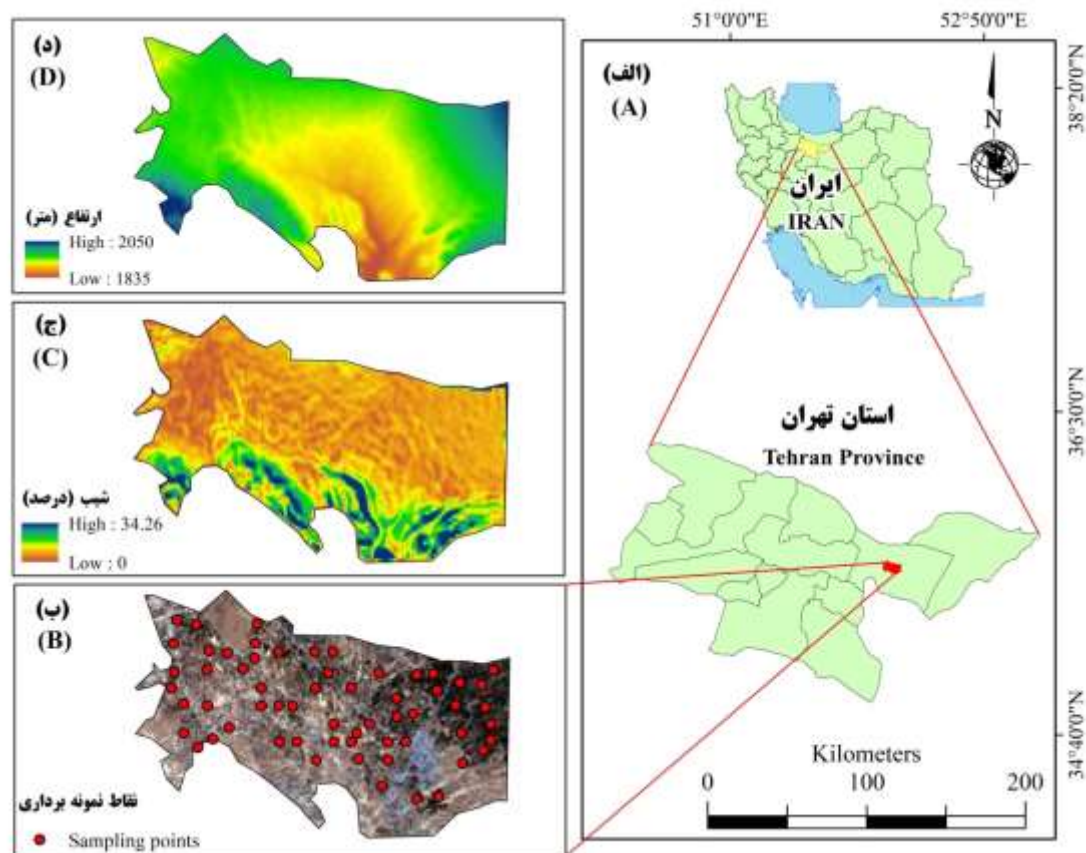 (د)
(D)
ارتفاع (متر)
High : 2050
Low : 1835
(ج)
(C)
شیب (درصد)
High : 34.26
Low : 0
(ب)
(B)
نقاط نمونه برداری
Sampling points
51°0'0"E
52°50'0"E
(الف)
(A)
N
ایران
IRAN
استان تهران
Tehran Province
38°20'0"N
36°30'0"N
34°40'0"N
Kilometers
0 100 200